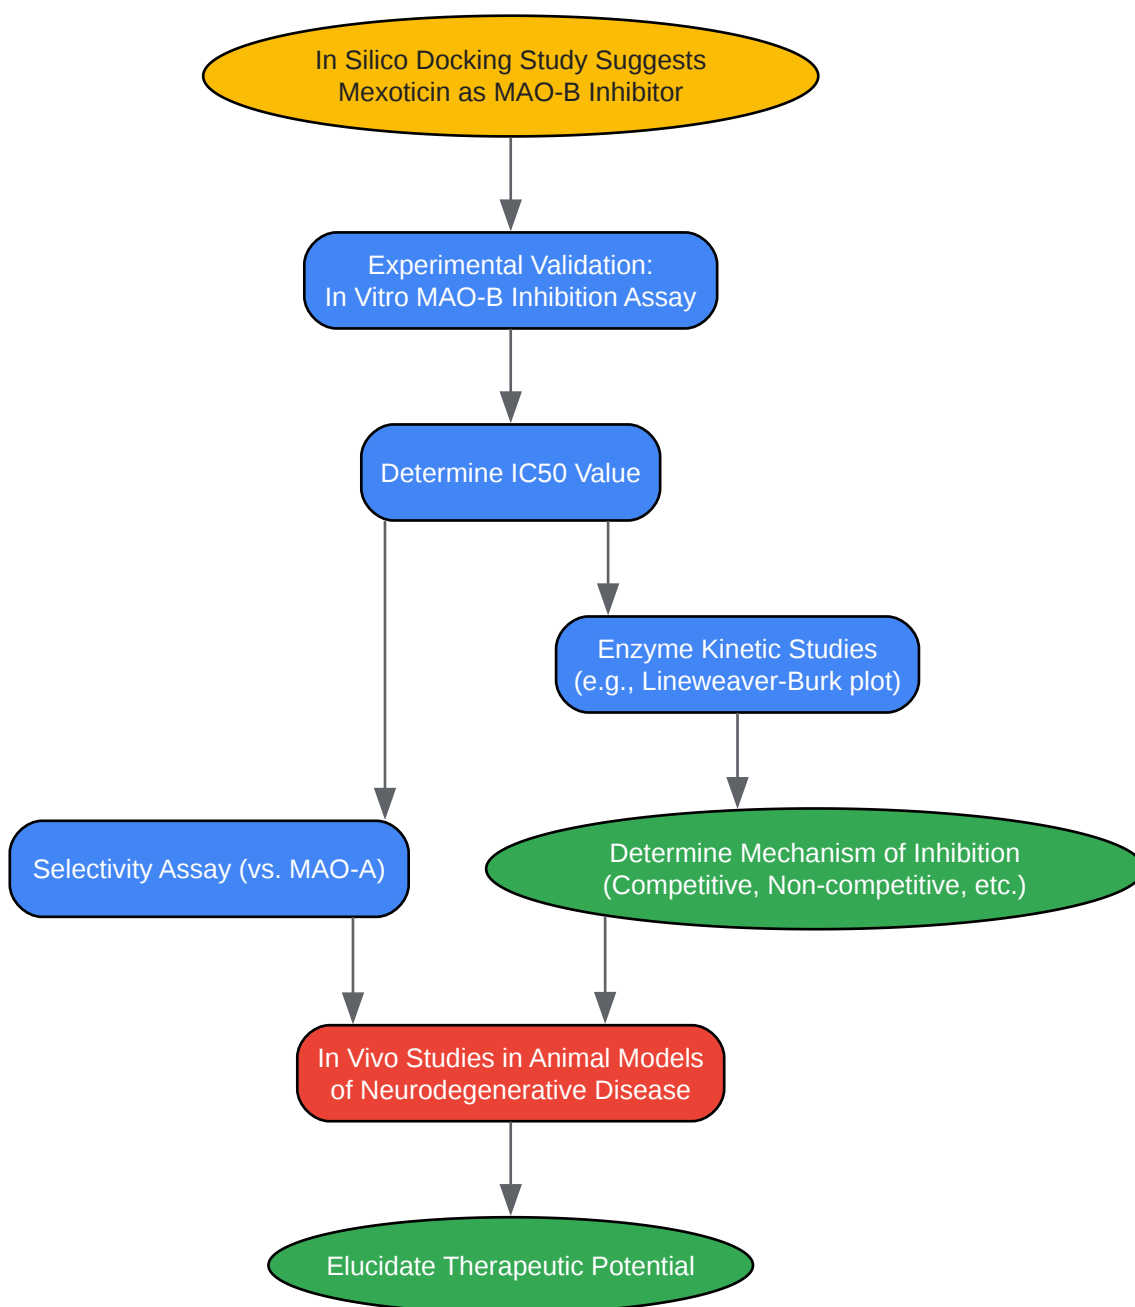 In Silico Docking Study Suggests
Mexoticin as MAO-B Inhibitor
Experimental Validation:
In Vitro MAO-B Inhibition Assay
Determine IC50 Value
Enzyme Kinetic Studies
(e.g., Lineweaver-Burk plot)
Selectivity Assay (vs. MAO-A)
Determine Mechanism of Inhibition
(Competitive, Non-competitive, etc.)
In Vivo Studies in Animal Models
of Neurodegenerative Disease
Elucidate Therapeutic Potential